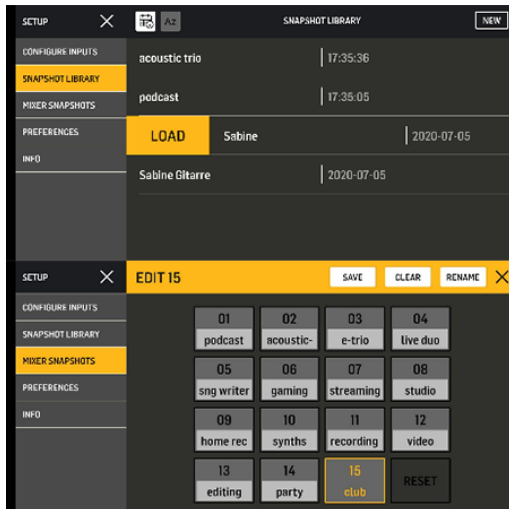 SETUP
SNAPSHOT LIBRARY
NEW
Az
CONFIGURE INPUTS
SNAPSHOT LIBRARY
MIXER SNAPSHOTS
PREFERENCES
INFO
acoustic trio 17:35:36
podcast 17:35:05
LOAD Sabine 2020-07-05
Sabine Gitarre 2020-07-05
SETUP
EDIT 15
SAVE
CLEAR
RENAME
CONFIGURE INPUTS
SNAPSHOT LIBRARY
MIXER SNAPSHOTS
PREFERENCES
INFO
01 02 03 04
podcast acoustic- e-trio live duo
05 06 07 08
sng writer gaming streaming studio
09 10 11 12
home rec synths recording video
13 14 15 RESET
editing party club